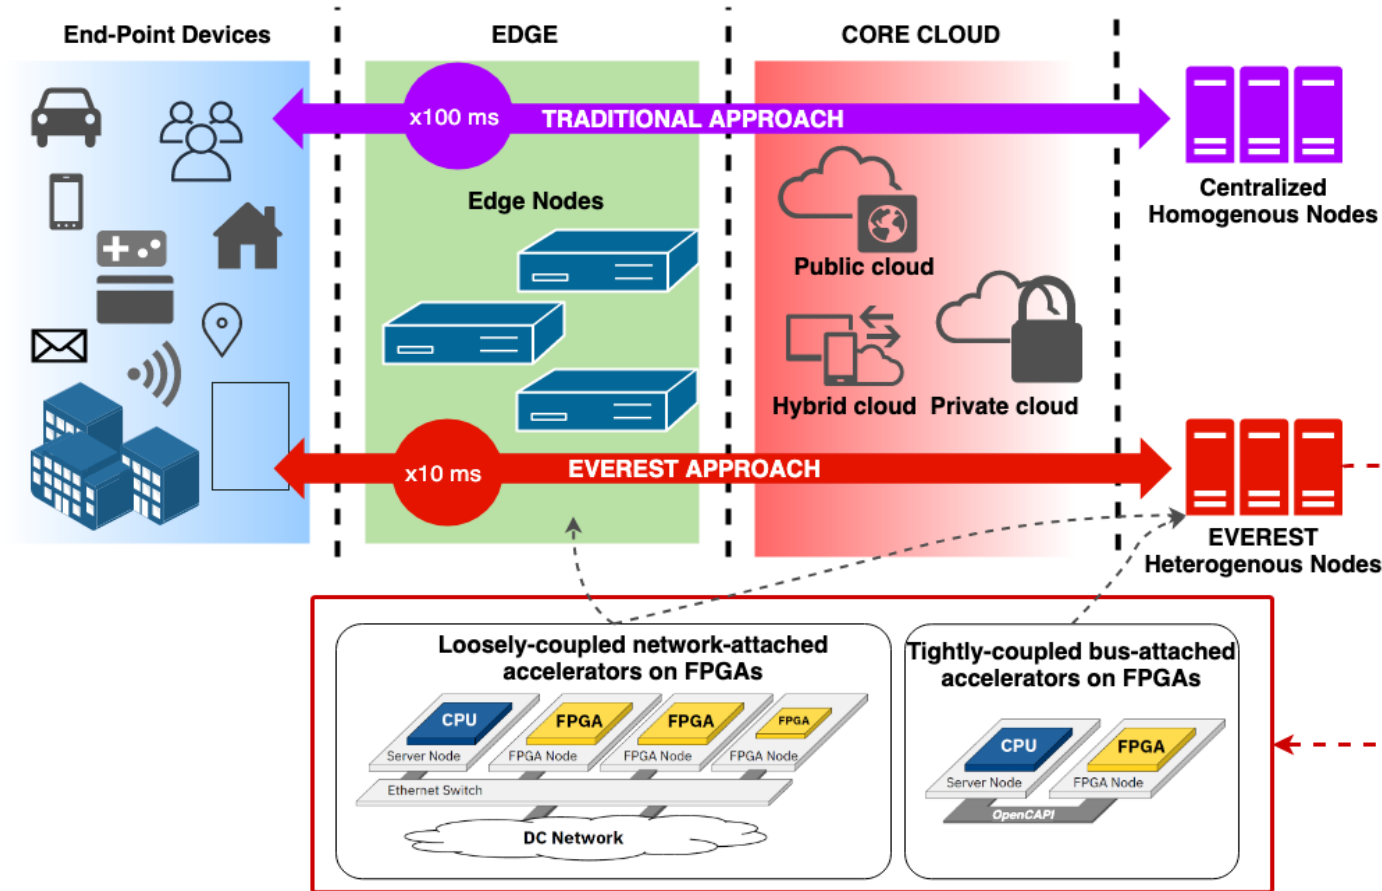 End-Point Devices
EDGE
CORE CLOUD
x100 ms
TRADITIONAL APPROACH
Centralized
Homogenous Nodes
Edge Nodes
Public cloud
Hybrid cloud
Private cloud
x10 ms
EVEREST APPROACH
EVEREST
Heterogenous Nodes
Loosely-coupled network-attached
accelerators on FPGAs
CPU
FPGA
FPGA
FPGA
Server Node
FPGA Node
FPGA Node
FPGA Node
Ethernet Switch
DC Network
Tightly-coupled bus-attached
accelerators on FPGAs
CPU
FPGA
Server Node
FPGA Node
OpenCAPI